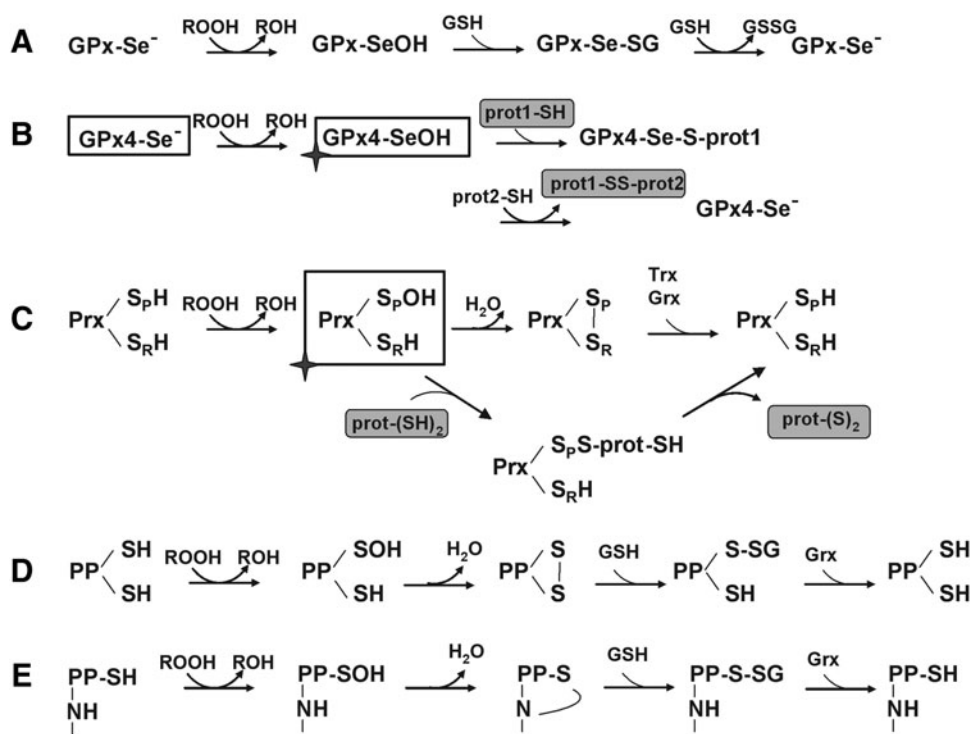 A GPx-Se⁻ ROOH ROH GPx-SeOH GSH GPx-Se-SG GSH GSSG GPx-Se⁻
B GPx4-Se⁻ ROOH ROH GPx4-SeOH prot1-SH GPx4-Se-S-prot1
prot2-SH prot1-SS-prot2 GPx4-Se⁻
C Prx SₚH SᵣH ROOH ROH Prx SₚOH SᵣH H₂O Prx Sₚ Sᵣ Trx Grx Prx SₚH SᵣH
prot-(SH)₂ prot-(S)₂
Prx SₚS-prot-SH SᵣH
D PP SH SH ROOH ROH PP SOH SH H₂O PP S S GSH PP S-SG SH Grx PP SH SH
E PP-SH ROOH ROH PP-SOH H₂O PP-S GSH PP-S-SG Grx PP-SH
NH NH N NH NH